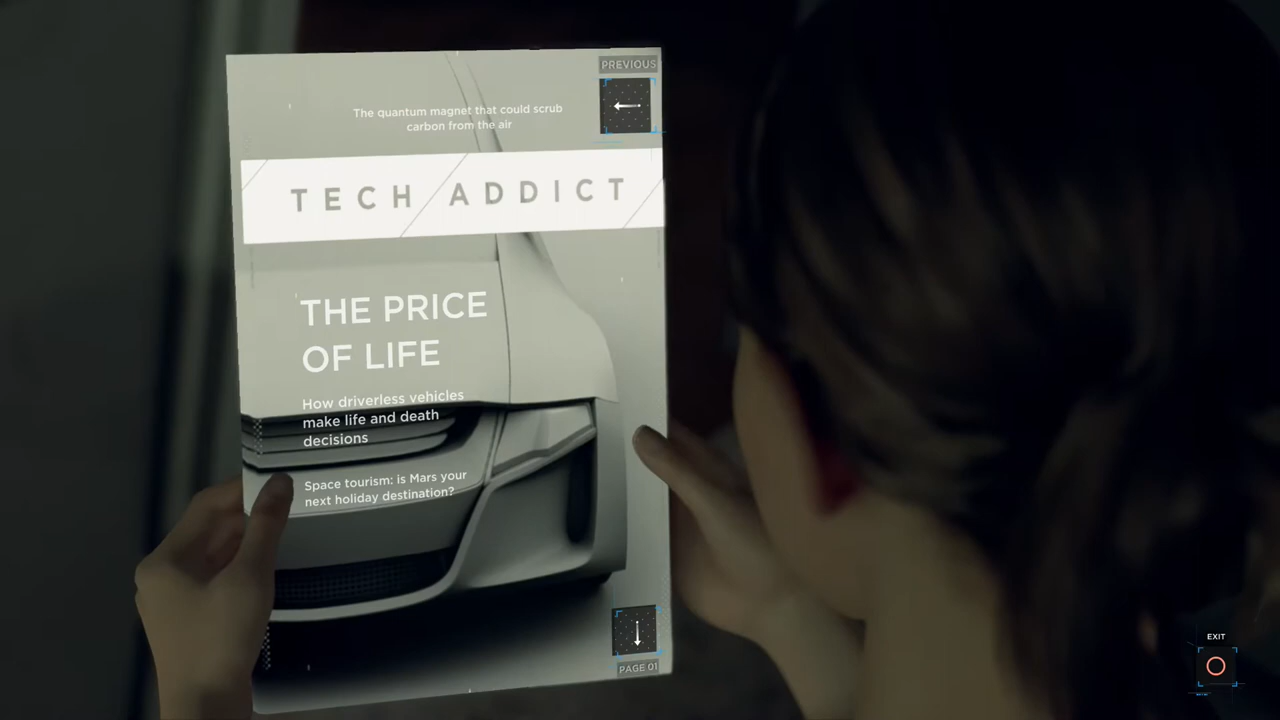 PREVIOUS
The quantum magnet that could scrub
carbon from the air
TECH ADDICT
THE PRICE
OF LIFE
How driverless vehicles
make life and death
decisions
Space tourism: is Mars your
next holiday destination?
PAGE 01
EXIT